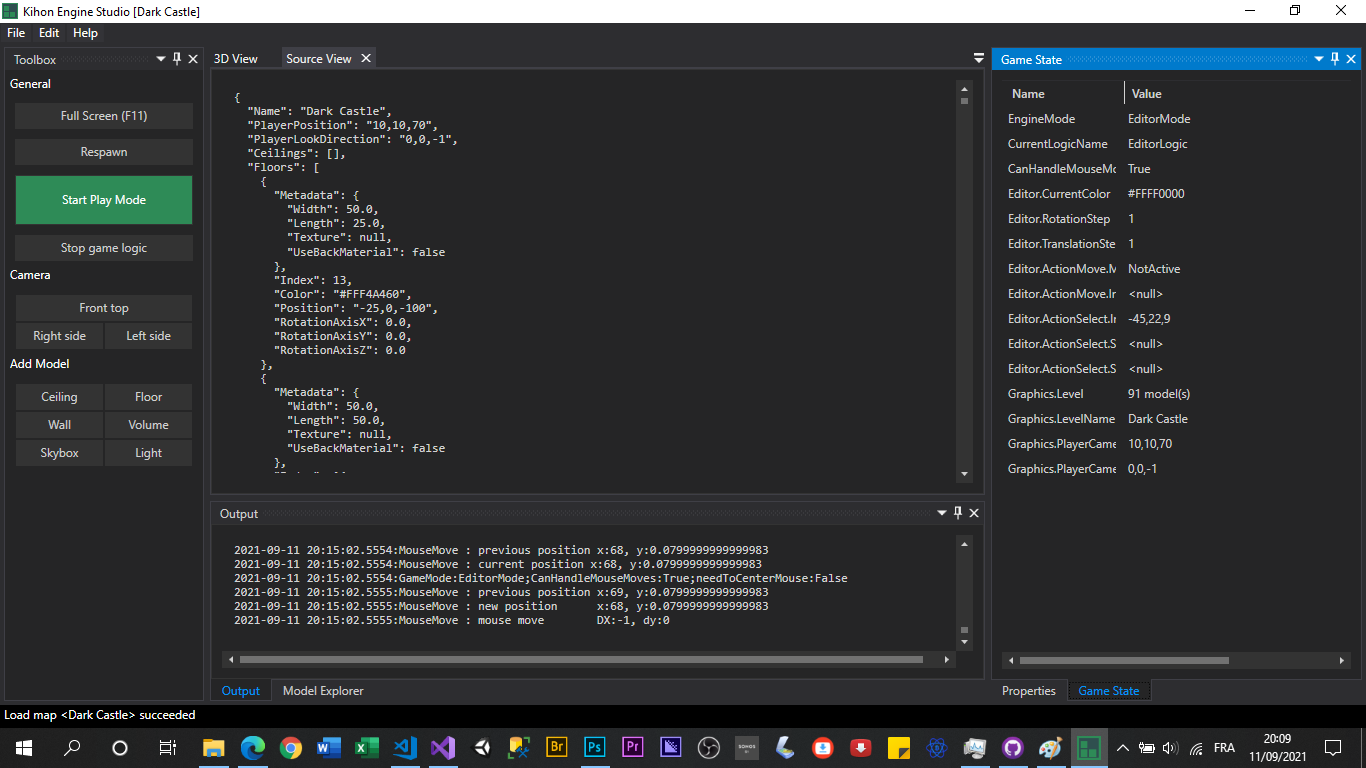 Kihon Engine Studio [Dark Castle]
File Edit Help
Toolbox
General
Full Screen (F11)
Respawn
Start Play Mode
Stop game logic
Camera
Front top
Right side Left side
Add Model
Ceiling Floor
Wall Volume
Skybox Light
3D View Source View
{
"Name": "Dark Castle",
"PlayerPosition": "10,10,70",
"PlayerLookDirection": "0,0,-1",
"Ceilings": [],
"Floors": [
{
"Metadata": {
"Width": 50.0,
"Length": 25.0,
"Texture": null,
"UseBackMaterial": false
},
"Index": 13,
"Color": "#FFF4A460",
"Position": "-25,0,-100",
"RotationAxisX": 0.0,
"RotationAxisY": 0.0,
"RotationAxisZ": 0.0
},
{
"Metadata": {
"Width": 50.0,
"Length": 50.0,
"Texture": null,
"UseBackMaterial": false
},
Output
2021-09-11 20:15:02.5554:MouseMove : previous position x:68, y:0.0799999999999983
2021-09-11 20:15:02.5554:MouseMove : current position x:68, y:0.0799999999999983
2021-09-11 20:15:02.5554:GameMode:EditorMode;CanHandleMouseMoves:True;needToCenterMouse:False
2021-09-11 20:15:02.5555:MouseMove : previous position x:69, y:0.0799999999999983
2021-09-11 20:15:02.5555:MouseMove : new position x:68, y:0.0799999999999983
2021-09-11 20:15:02.5555:MouseMove : mouse move DX:-1, dy:0
Output Model Explorer
Game State
Name Value
EngineMode EditorMode
CurrentLogicName EditorLogic
CanHandleMouseMo True
Editor.CurrentColor #FFFF0000
Editor.RotationStep 1
Editor.TranslationSte 1
Editor.ActionMove.M NotActive
Editor.ActionMove.Ir <null>
Editor.ActionSelect.Ir -45,22,9
Editor.ActionSelect.S <null>
Editor.ActionSelect.S <null>
Graphics.Level 91 model(s)
Graphics.LevelName Dark Castle
Graphics.PlayerCame 10,10,70
Graphics.PlayerCame 0,0,-1
Properties Game State
Load map <Dark Castle> succeeded
Br Ps Pr
SONOS
FRA
20:09
11/09/2021